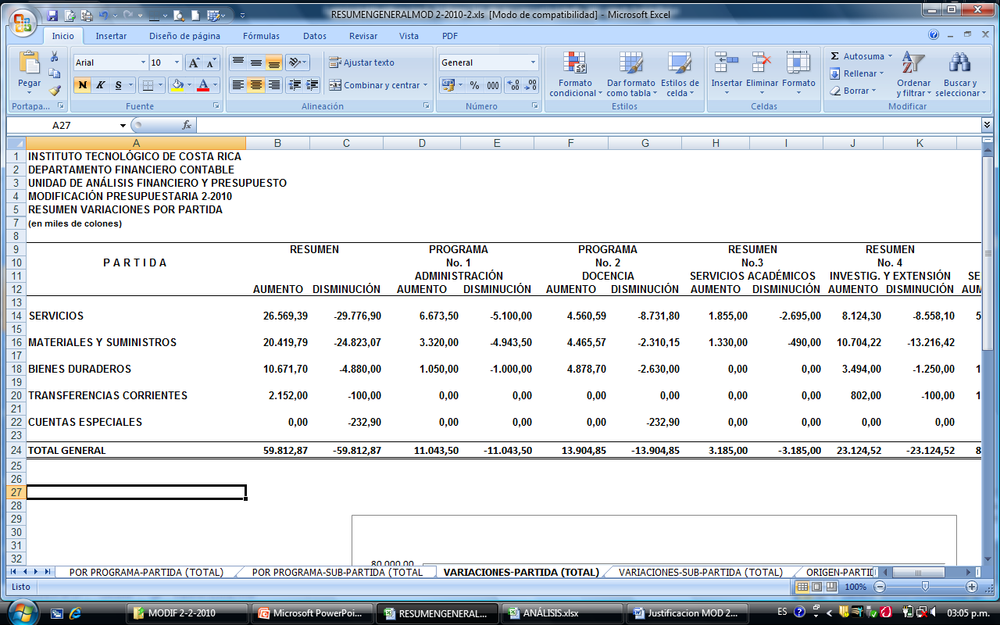 RESUMENGENERALMOD 2-2010-2.xls [Modo de compatibilidad] - Microsoft Excel
Inicio Insertar Diseño de página Fórmulas Datos Revisar Vista PDF
Pegar
Arial 10
N K S
Ajustar texto
Combinar y centrar
General
% 000
Formato condicional
Dar formato como tabla
Estilos de celda
Insertar Eliminar Formato
Autosuma
Rellenar
Borrar
Ordenar y filtrar
Buscar y seleccionar
Portapa... Fuente Alineación Número Estilos Celdas Modificar
A27 fx
A B C D E F G H I J K
1 INSTITUTO TECNOLÓGICO DE COSTA RICA
2 DEPARTAMENTO FINANCIERO CONTABLE
3 UNIDAD DE ANÁLISIS FINANCIERO Y PRESUPUESTO
4 MODIFICACIÓN PRESUPUESTARIA 2-2010
5 RESUMEN VARIACIONES POR PARTIDA
7 (en miles de colones)
8
9 RESUMEN PROGRAMA PROGRAMA RESUMEN RESUMEN
10 P A R T I D A No. 1 No. 2 No.3 No. 4
11 ADMINISTRACIÓN DOCENCIA SERVICIOS ACADÉMICOS INVESTIG. Y EXTENSIÓN SE
12 AUMENTO DISMINUCIÓN AUMENTO DISMINUCIÓN AUMENTO DISMINUCIÓN AUMENTO DISMINUCIÓN AUMENTO DISMINUCIÓN AUM
13
14 SERVICIOS 26.569,39 -29.776,90 6.673,50 -5.100,00 4.560,59 -8.731,80 1.855,00 -2.695,00 8.124,30 -8.558,10 5
15
16 MATERIALES Y SUMINISTROS 20.419,79 -24.823,07 3.320,00 -4.943,50 4.465,57 -2.310,15 1.330,00 -490,00 10.704,22 -13.216,42
17
18 BIENES DURADEROS 10.671,70 -4.880,00 1.050,00 -1.000,00 4.878,70 -2.630,00 0,00 0,00 3.494,00 -1.250,00 1
19
20 TRANSFERENCIAS CORRIENTES 2.152,00 -100,00 0,00 0,00 0,00 0,00 0,00 0,00 802,00 -100,00 1
21
22 CUENTAS ESPECIALES 0,00 -232,90 0,00 0,00 0,00 -232,90 0,00 0,00 0,00 0,00
23
24 TOTAL GENERAL 59.812,87 -59.812,87 11.043,50 -11.043,50 13.904,85 -13.904,85 3.185,00 -3.185,00 23.124,52 -23.124,52 8
25
26
27
28
29
30
31
32 80.000,00
POR PROGRAMA-PARTIDA (TOTAL) POR PROGRAMA-SUB-PARTIDA (TOTAL VARIACIONES-PARTIDA (TOTAL) VARIACIONES-SUB-PARTIDA (TOTAL) ORIGEN-PARTID
Listo 100%
MODIF 2-2-2010 Microsoft PowerPoi... RESUMENGENERAL... ANÁLISIS.xlsx Justificacion MOD 2... ES 03:05 p.m.